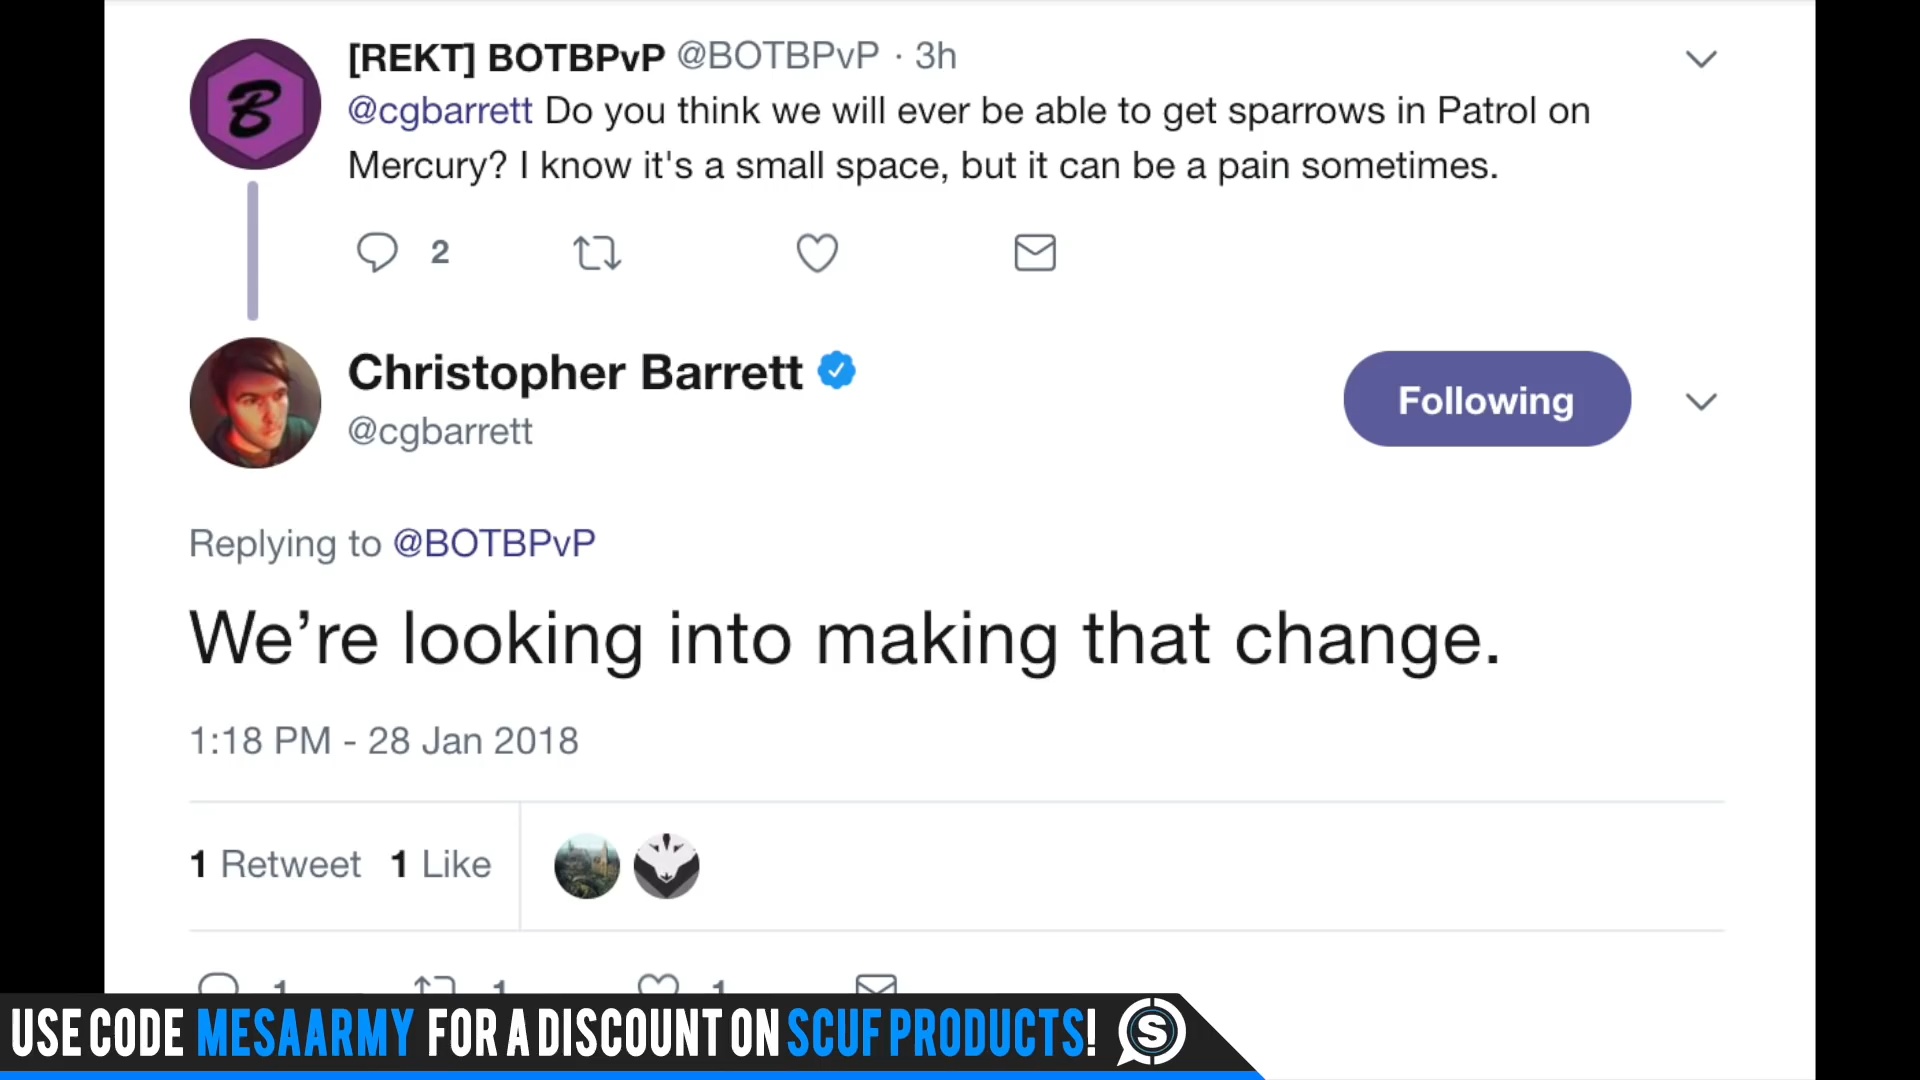 [REKT] BOTBPvP @BOTBPvP · 3h
@cgbarrett Do you think we will ever be able to get sparrows in Patrol on
Mercury? I know it's a small space, but it can be a pain sometimes.
2
Christopher Barrett
@cgbarrett
Following
Replying to @BOTBPvP
We’re looking into making that change.
1:18 PM - 28 Jan 2018
1 Retweet 1 Like
1 1 1
USE CODE MESAARMY FOR A DISCOUNT ON SCUF PRODUCTS! S